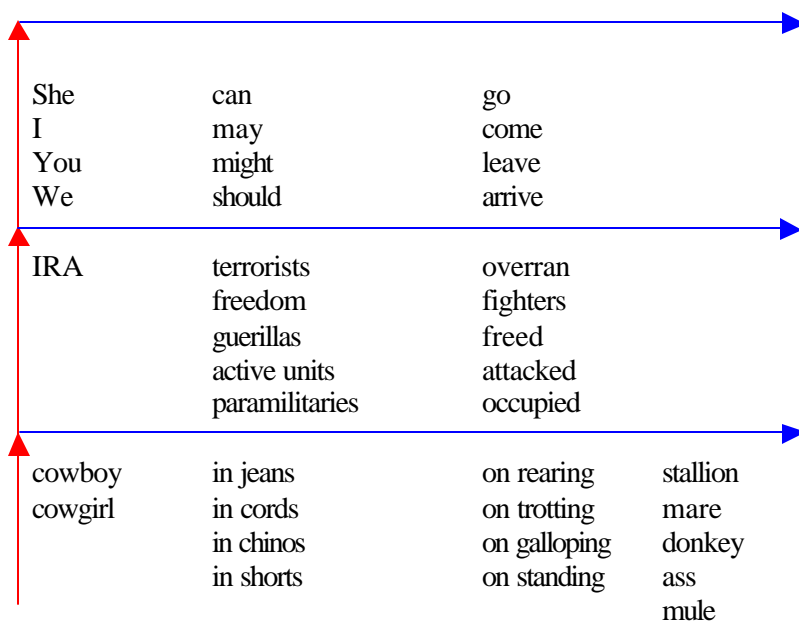 She can go
I may come
You might leave
We should arrive
IRA terrorists overran
freedom fighters
guerillas freed
active units attacked
paramilitaries occupied
cowboy in jeans on rearing stallion
cowgirl in cords on trotting mare
in chinos on galloping donkey
in shorts on standing ass
mule